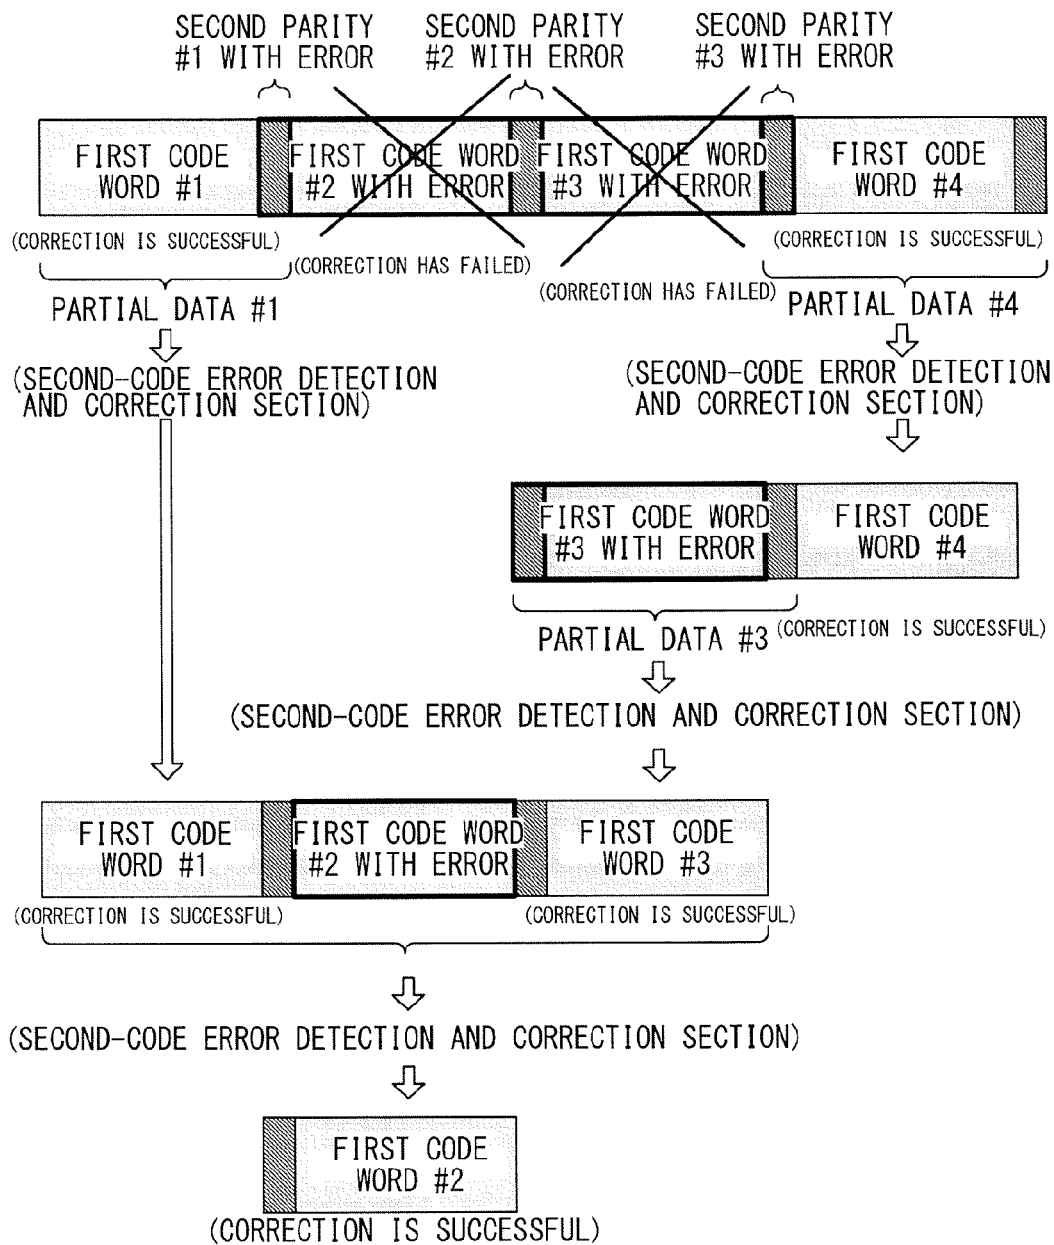 SECOND PARITY
#1 WITH ERROR
SECOND PARITY
#2 WITH ERROR
SECOND PARITY
#3 WITH ERROR
FIRST CODE
WORD #1
FIRST CODE WORD
#2 WITH ERROR
FIRST CODE WORD
#3 WITH ERROR
FIRST CODE
WORD #4
(CORRECTION IS SUCCESSFUL)
(CORRECTION HAS FAILED)
(CORRECTION HAS FAILED)
(CORRECTION IS SUCCESSFUL)
PARTIAL DATA #1
PARTIAL DATA #4
(SECOND-CODE ERROR DETECTION
AND CORRECTION SECTION)
(SECOND-CODE ERROR DETECTION
AND CORRECTION SECTION)
FIRST CODE WORD
#3 WITH ERROR
FIRST CODE
WORD #4
PARTIAL DATA #3
(CORRECTION IS SUCCESSFUL)
(SECOND-CODE ERROR DETECTION AND CORRECTION SECTION)
FIRST CODE
WORD #1
FIRST CODE WORD
#2 WITH ERROR
FIRST CODE
WORD #3
(CORRECTION IS SUCCESSFUL)
(CORRECTION IS SUCCESSFUL)
(SECOND-CODE ERROR DETECTION AND CORRECTION SECTION)
FIRST CODE
WORD #2
(CORRECTION IS SUCCESSFUL)